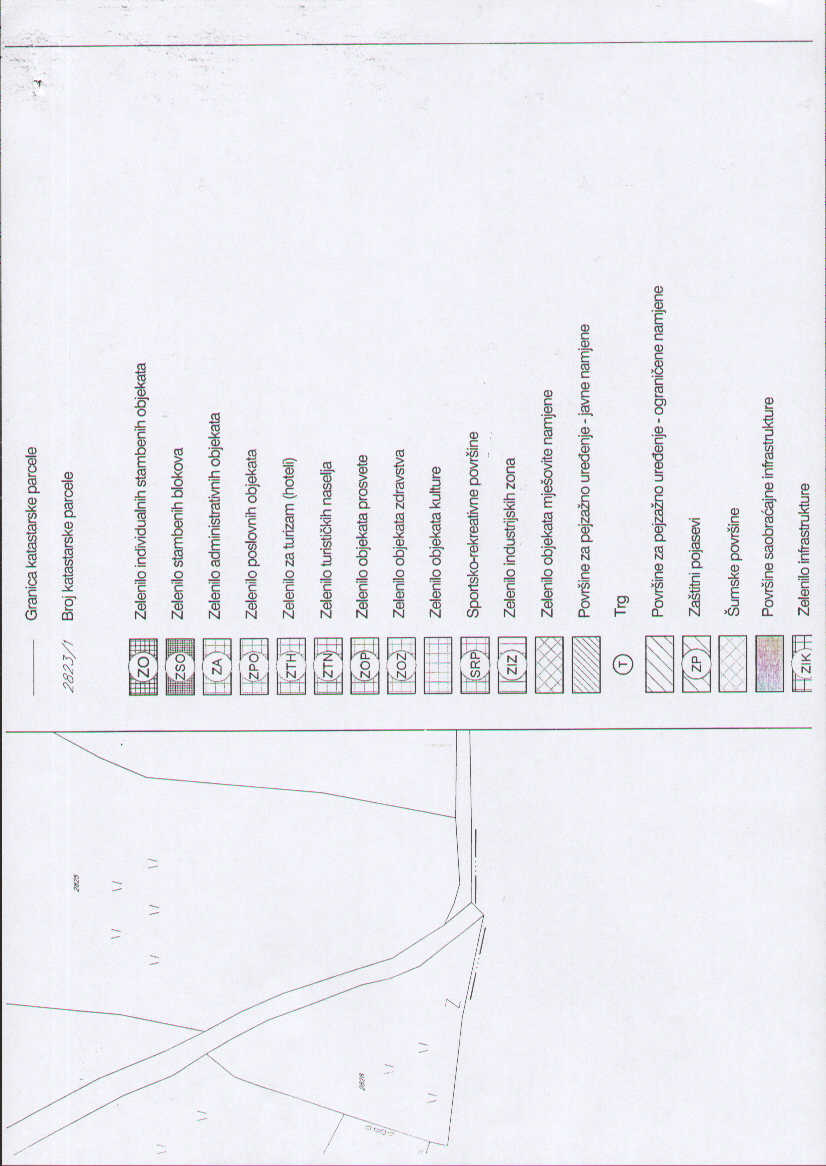 Granica katastarske parcele
2823/1 Broj katastarske parcele
ZO Zelenilo individualnih stambenih objekata
ZSO Zelenilo stambenih blokova
ZA Zelenilo administrativnih objekata
ZPO Zelenilo poslovnih objekata
ZTH Zelenilo za turizam (hoteli)
ZTN Zelenilo turističkih naselja
ZOP Zelenilo objekata prosvete
ZOZ Zelenilo objekata zdravstva
Zelenilo objekata kulture
SRP Sportsko-rekreativne površine
ZIZ Zelenilo industrijskih zona
Zelenilo objekata mješovite namjene
Površine za pejzažno uređenje - javne namjene
T Trg
Površine za pejzažno uređenje - ograničene namjene
ZP Zaštitni pojasevi
Šumske površine
Površine saobraćajne infrastrukture
ZIK Zelenilo infrastrukture
2825
2828